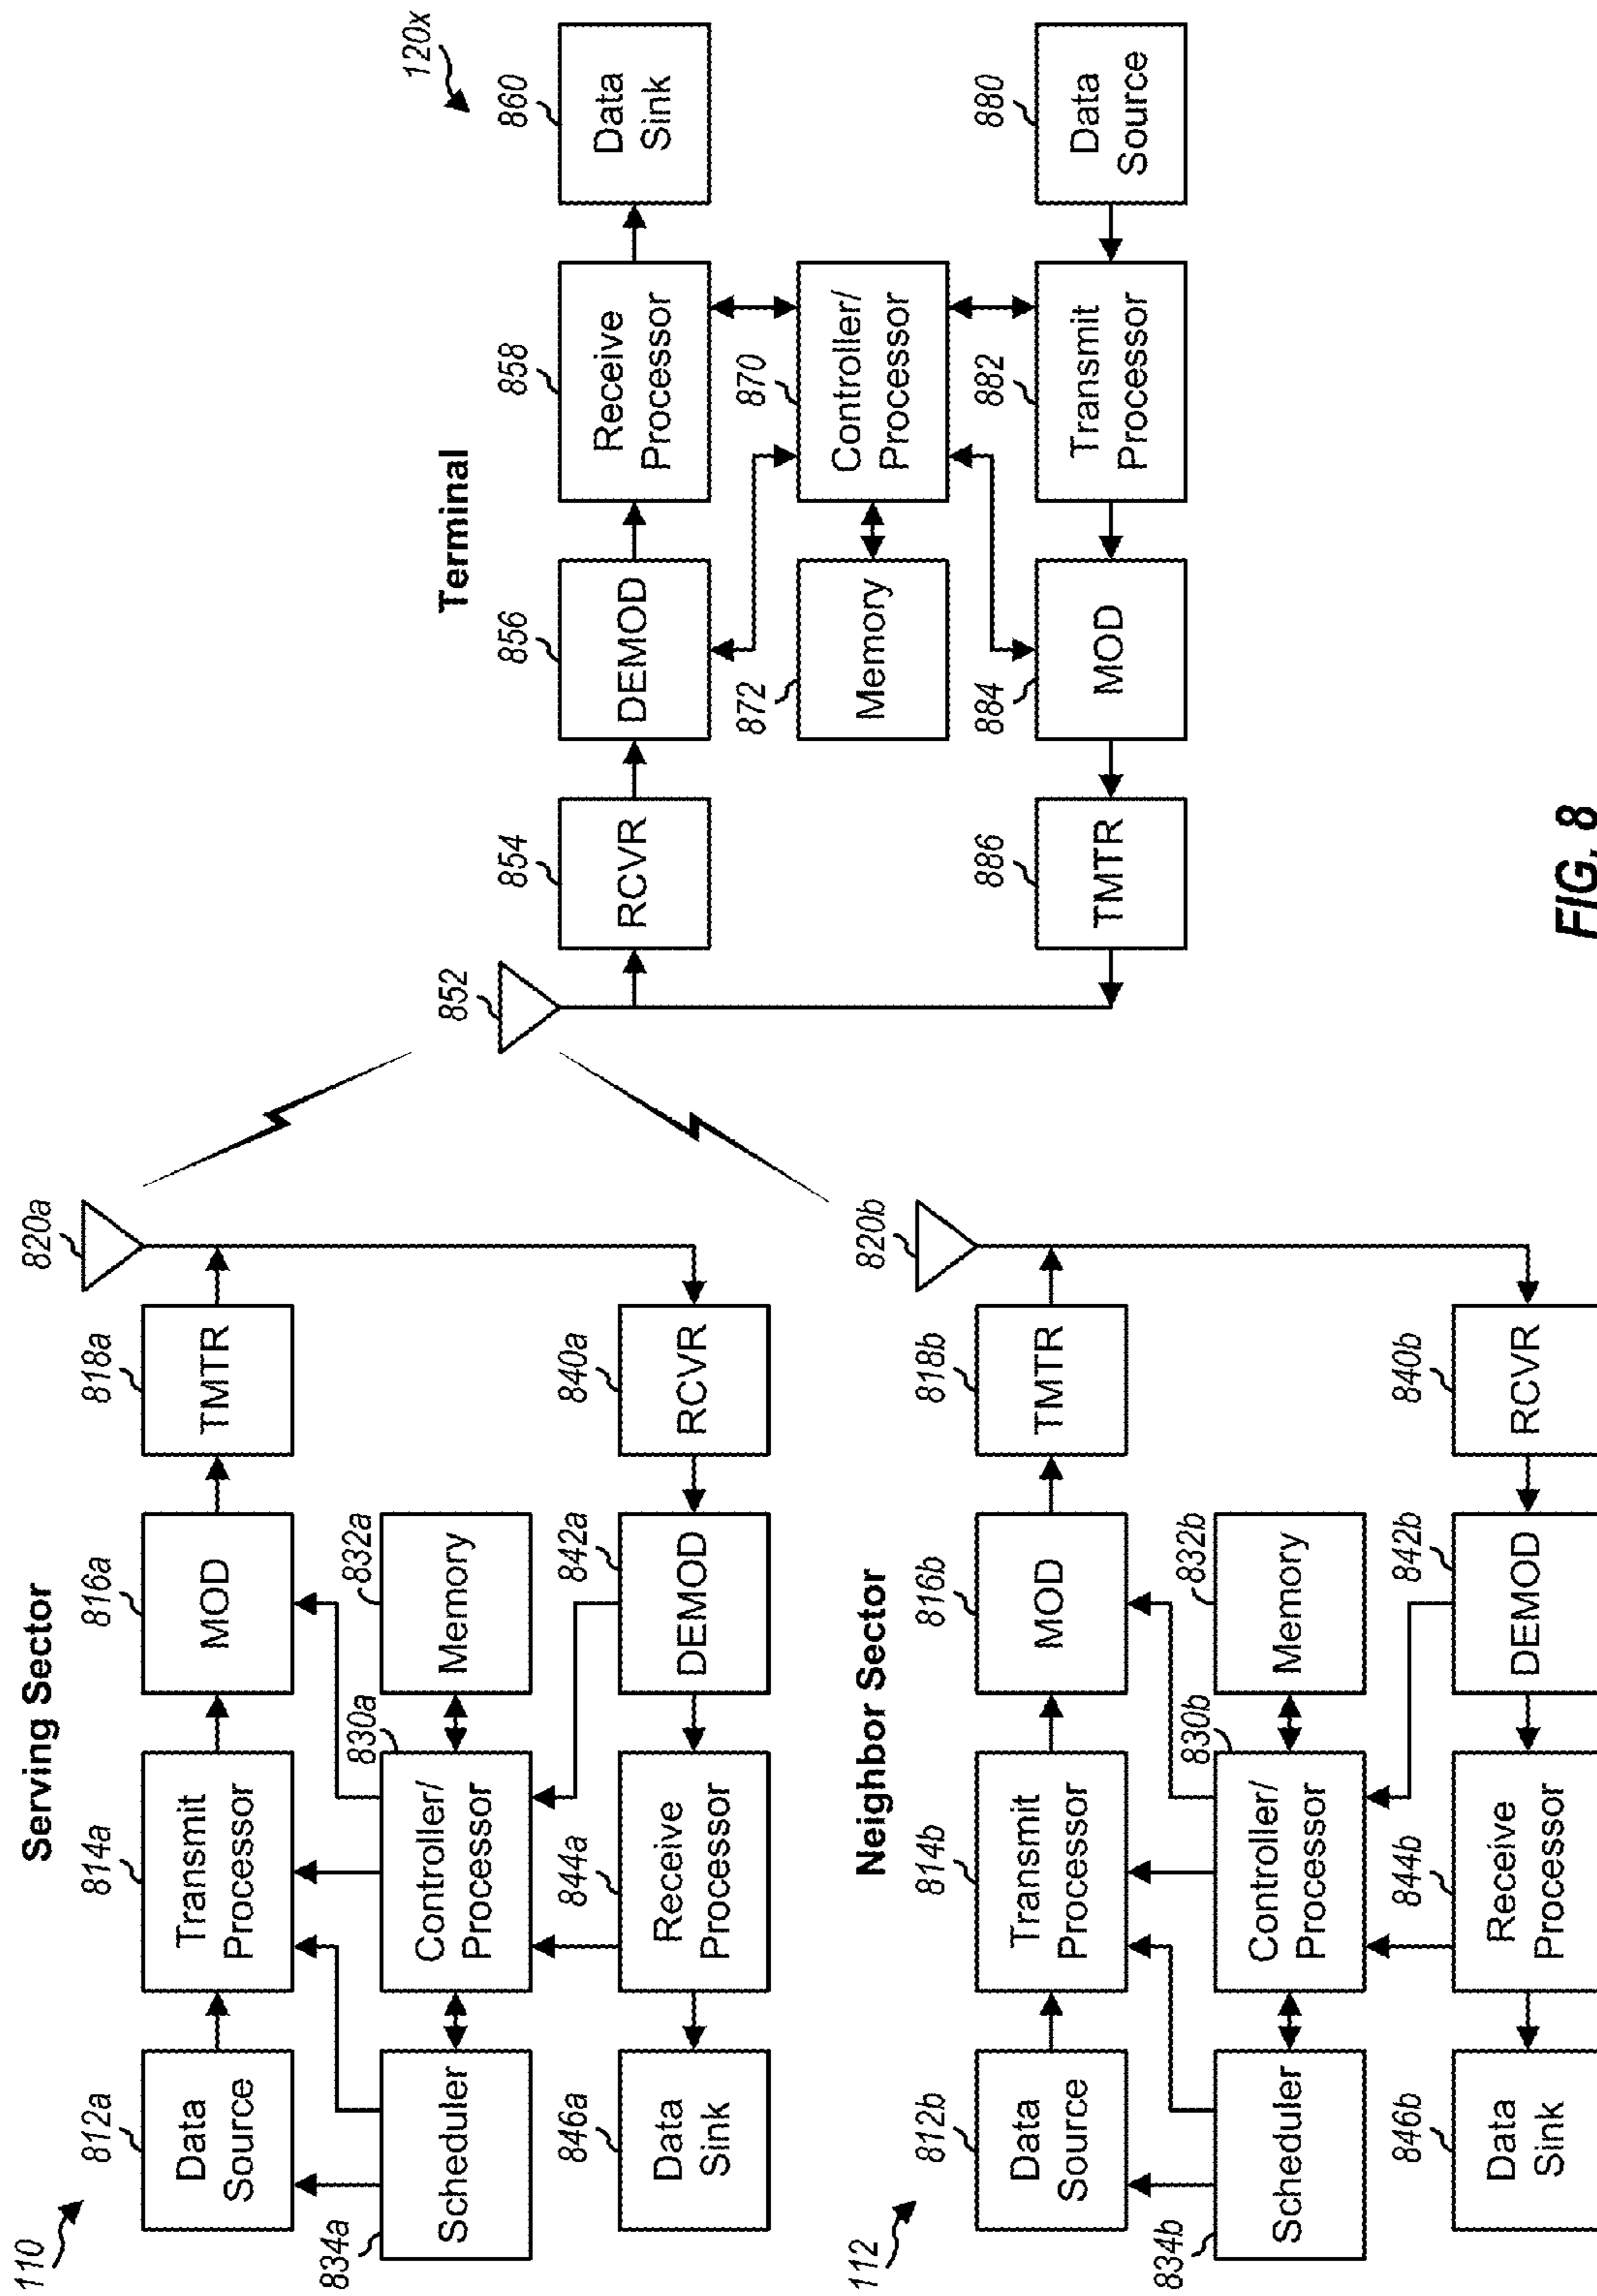 110
Serving Sector
812a
814a
816a
818a
820a
Data
Source
Transmit
Processor
MOD
TMTR
834a
830a
832a
Scheduler
Controller/
Processor
Memory
846a
844a
842a
840a
Data
Sink
Receive
Processor
DEMOD
RCVR
112
Neighbor Sector
812b
814b
816b
818b
820b
Data
Source
Transmit
Processor
MOD
TMTR
834b
830b
832b
Scheduler
Controller/
Processor
Memory
846b
844b
842b
840b
Data
Sink
Receive
Processor
DEMOD
RCVR
120x
Terminal
852
854
856
858
860
RCVR
DEMOD
Receive
Processor
Data
Sink
872
870
Memory
Controller/
Processor
886
884
882
880
TMTR
MOD
Transmit
Processor
Data
Source
FIG. 8